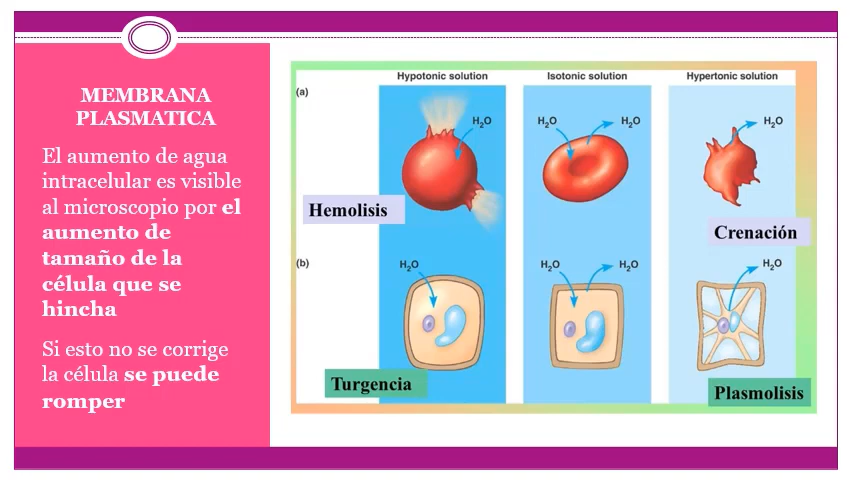 MEMBRANA
PLASMATICA
El aumento de agua
intracelular es visible
al microscopio por el
aumento de
tamaño de la
célula que se
hincha
Si esto no se corrige
la célula se puede
romper
Hypotonic solution
Isotonic solution
Hypertonic solution
(a)
H₂O
H₂O
H₂O
H₂O
Hemolisis
Crenación
(b)
H₂O
H₂O
H₂O
H₂O
Turgencia
Plasmolisis